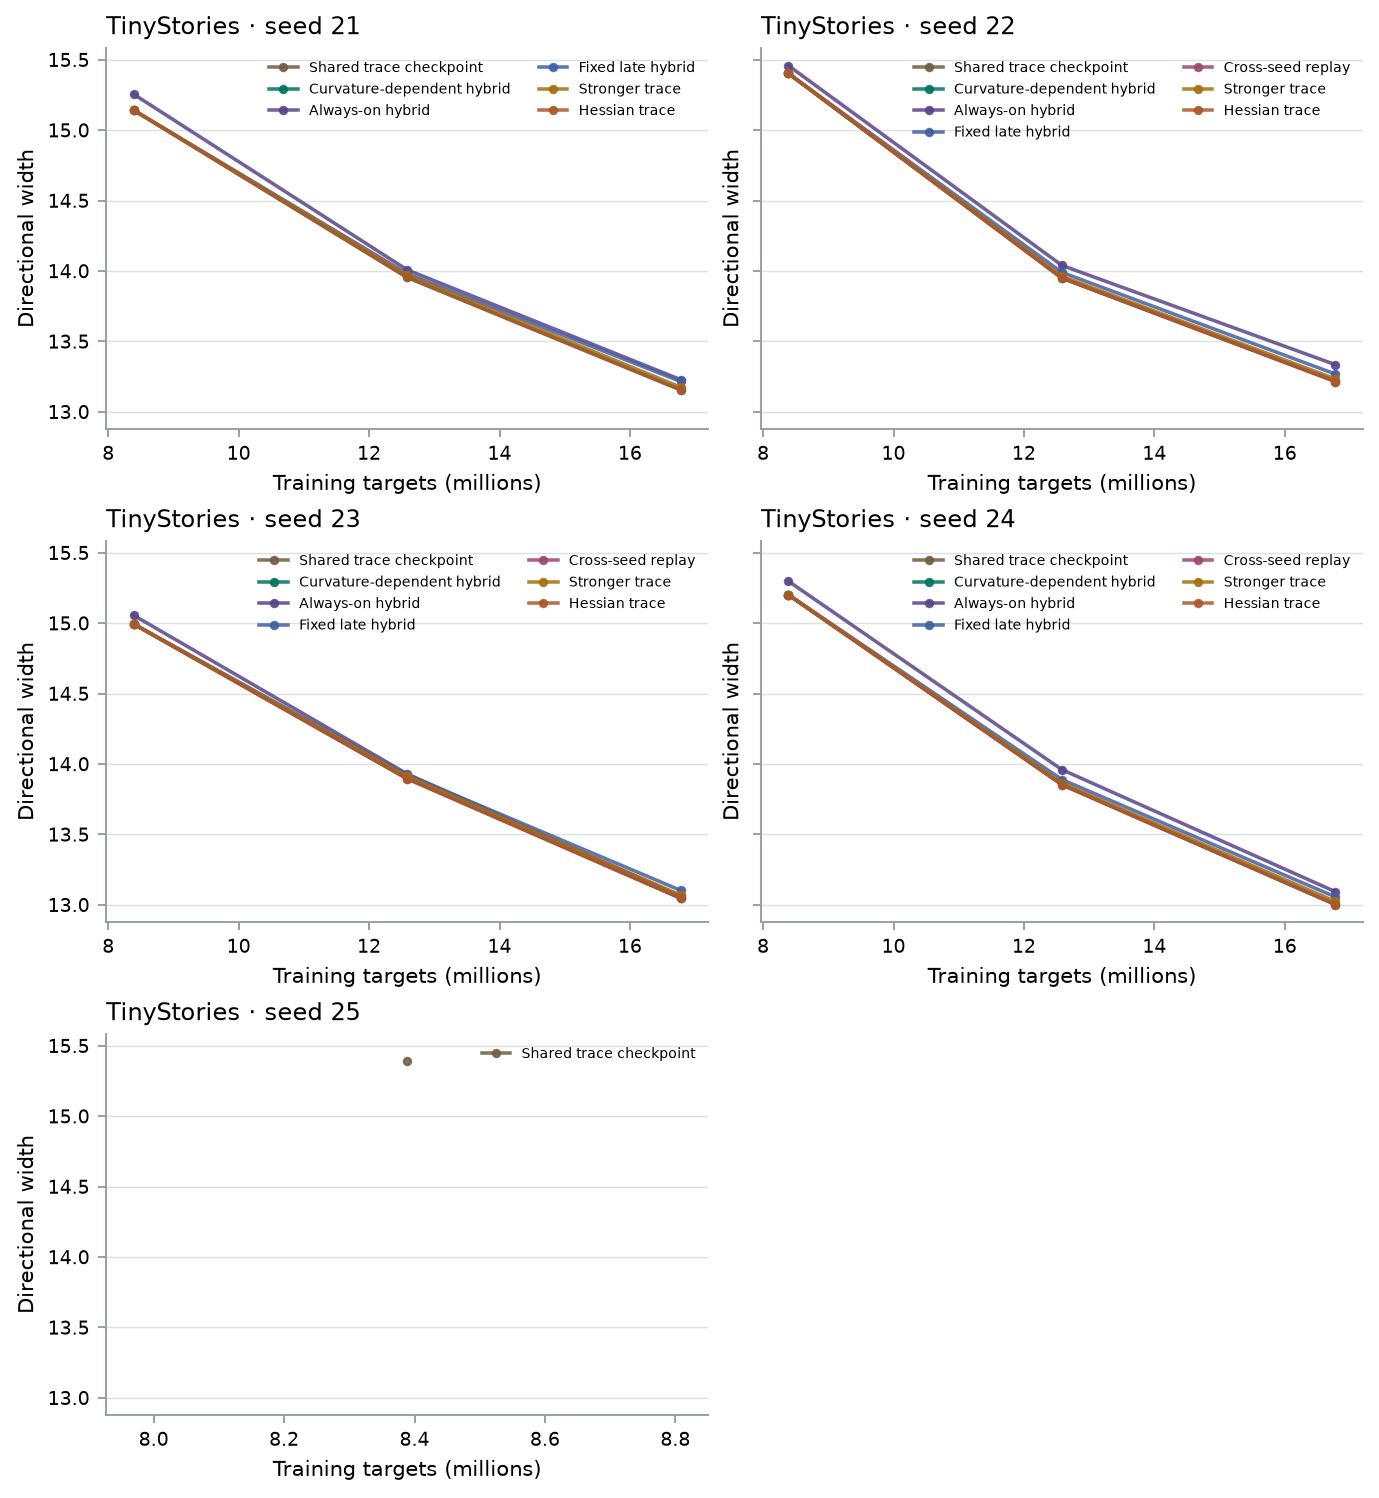 TinyStories · seed 21
15.5
15.0
14.5
14.0
13.5
13.0
Directional width
Shared trace checkpoint
Curvature-dependent hybrid
Always-on hybrid
Fixed late hybrid
Stronger trace
Hessian trace
8 10 12 14 16
Training targets (millions)
TinyStories · seed 22
Directional width
Shared trace checkpoint
Curvature-dependent hybrid
Always-on hybrid
Fixed late hybrid
Cross-seed replay
Stronger trace
Hessian trace
8 10 12 14 16
Training targets (millions)
TinyStories · seed 23
15.5
15.0
14.5
14.0
13.5
13.0
Directional width
Shared trace checkpoint
Curvature-dependent hybrid
Always-on hybrid
Fixed late hybrid
Cross-seed replay
Stronger trace
Hessian trace
8 10 12 14 16
Training targets (millions)
TinyStories · seed 24
Directional width
Shared trace checkpoint
Curvature-dependent hybrid
Always-on hybrid
Fixed late hybrid
Cross-seed replay
Stronger trace
Hessian trace
8 10 12 14 16
Training targets (millions)
TinyStories · seed 25
15.5
15.0
14.5
14.0
13.5
13.0
Directional width
Shared trace checkpoint
8.0 8.2 8.4 8.6 8.8
Training targets (millions)